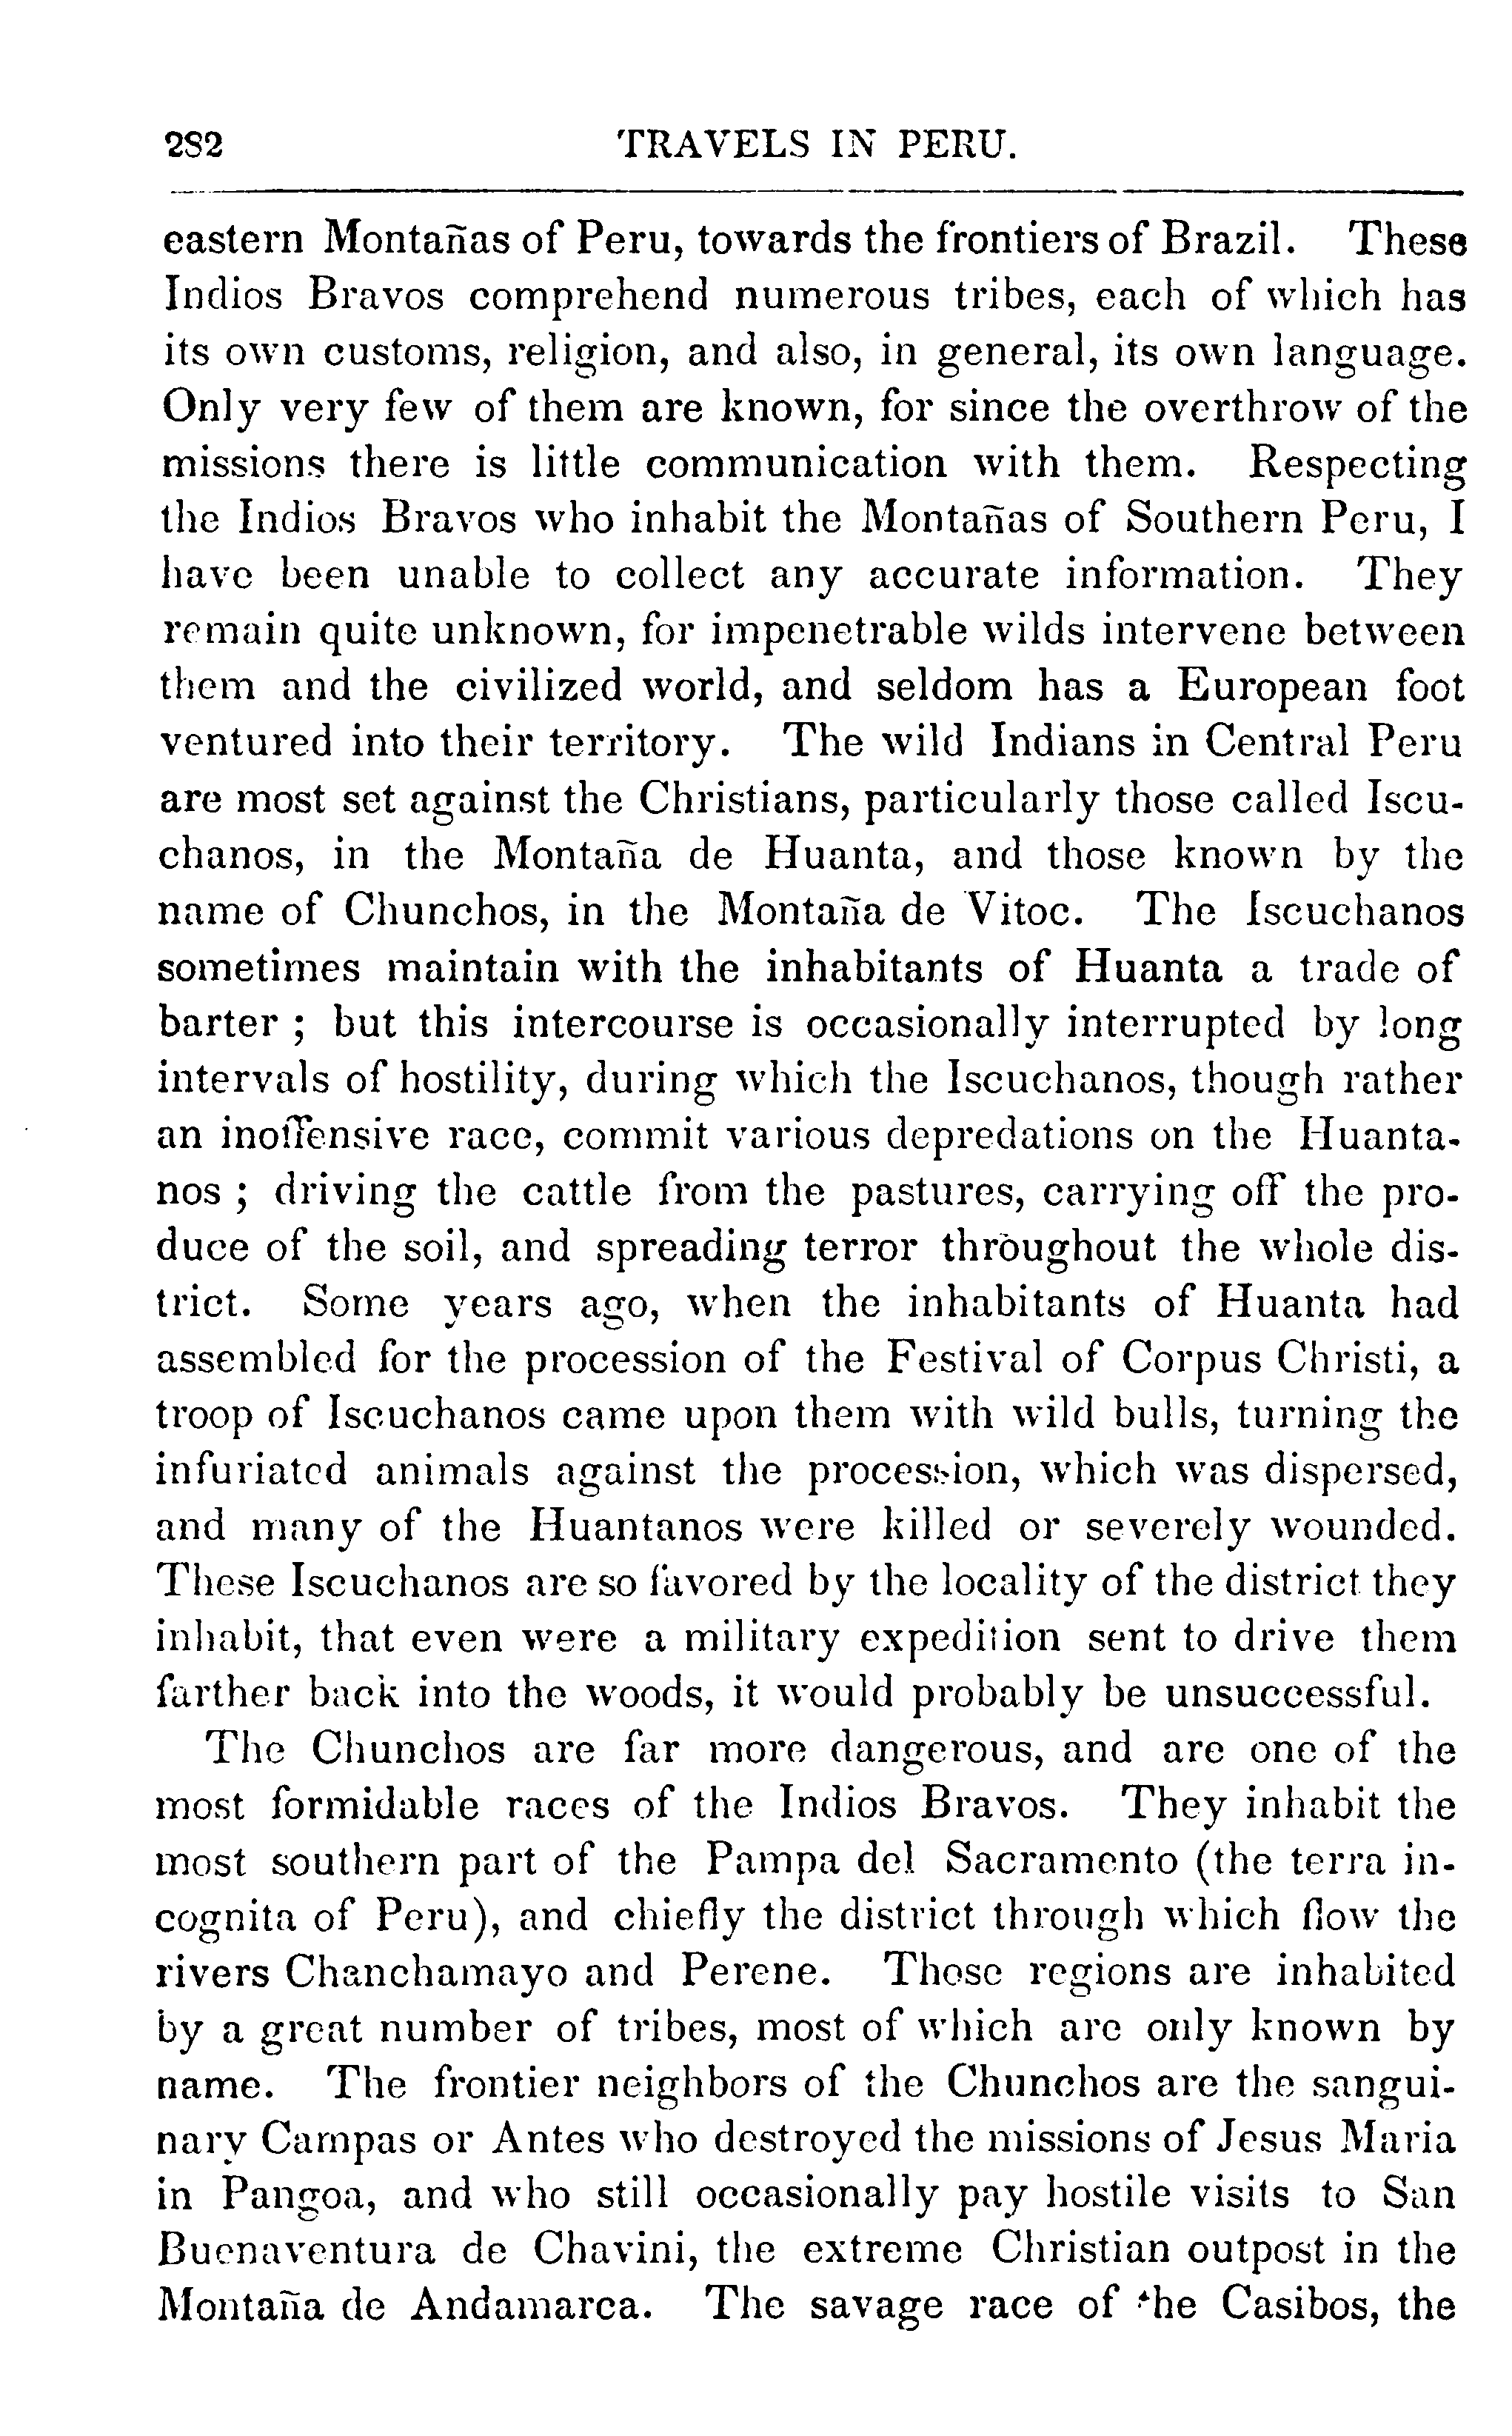 282 TRAVELS IN PERU.
eastern Montañas of Peru, towards the frontiers of Brazil. These
Indios Bravos comprehend numerous tribes, each of which has
its own customs, religion, and also, in general, its own language.
Only very few of them are known, for since the overthrow of the
missions there is little communication with them. Respecting
the Indios Bravos who inhabit the Montañas of Southern Peru, I
have been unable to collect any accurate information. They
remain quite unknown, for impenetrable wilds intervene between
them and the civilized world, and seldom has a European foot
ventured into their territory. The wild Indians in Central Peru
are most set against the Christians, particularly those called Iscu-
chanos, in the Montaña de Huanta, and those known by the
name of Chunchos, in the Montaña de Vitoc. The Iscuchanos
sometimes maintain with the inhabitants of Huanta a trade of
barter ; but this intercourse is occasionally interrupted by long
intervals of hostility, during which the Iscuchanos, though rather
an inoffensive race, commit various depredations on the Huanta-
nos ; driving the cattle from the pastures, carrying off the pro-
duce of the soil, and spreading terror throughout the whole dis-
trict. Some years ago, when the inhabitants of Huanta had
assembled for the procession of the Festival of Corpus Christi, a
troop of Iscuchanos came upon them with wild bulls, turning the
infuriated animals against the procession, which was dispersed,
and many of the Huantanos were killed or severely wounded.
These Iscuchanos are so favored by the locality of the district they
inhabit, that even were a military expedition sent to drive them
farther back into the woods, it would probably be unsuccessful.
The Chunchos are far more dangerous, and are one of the
most formidable races of the Indios Bravos. They inhabit the
most southern part of the Pampa del Sacramento (the terra in-
cognita of Peru), and chiefly the district through which flow the
rivers Chanchamayo and Perene. Those regions are inhabited
by a great number of tribes, most of which are only known by
name. The frontier neighbors of the Chunchos are the sangui-
nary Campas or Antes who destroyed the missions of Jesus Maria
in Pangoa, and who still occasionally pay hostile visits to San
Buenaventura de Chavini, the extreme Christian outpost in the
Montaña de Andamarca. The savage race of the Casibos, the